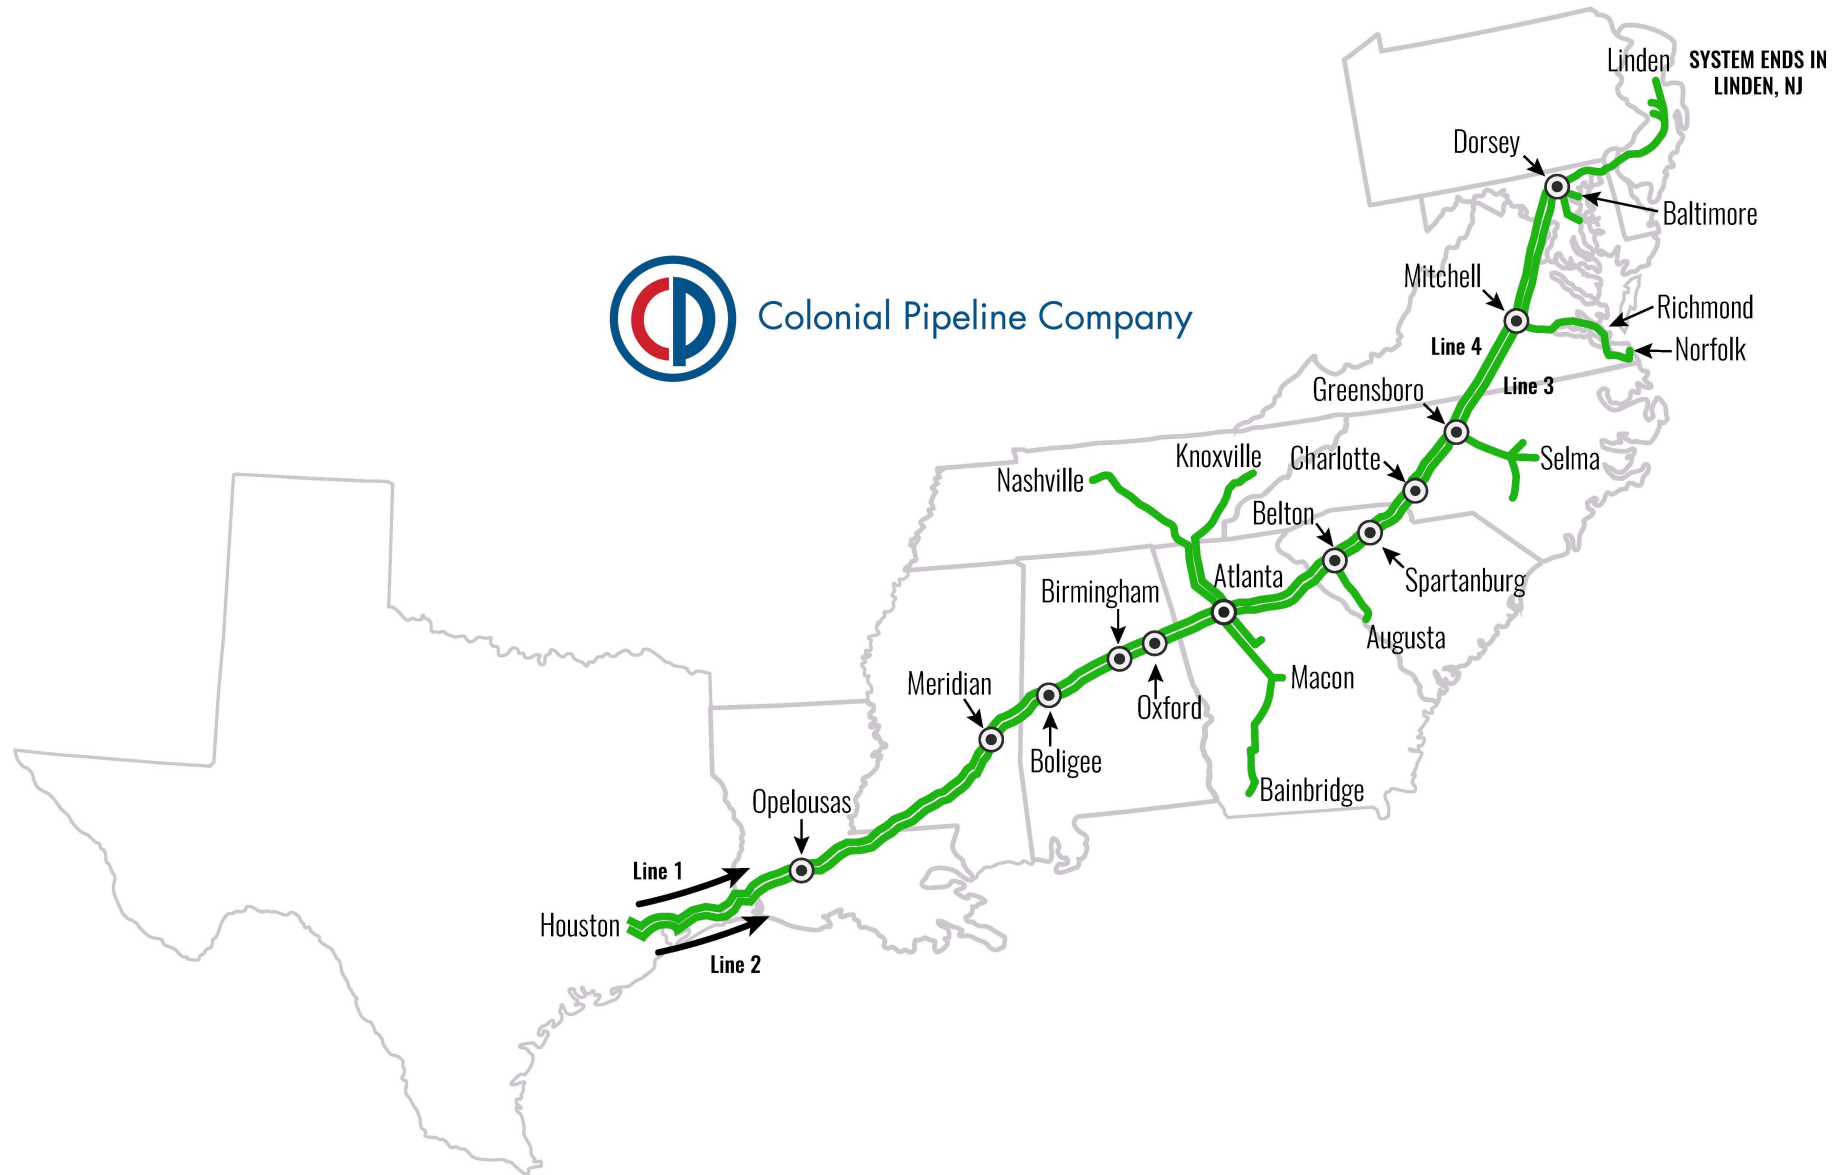 Linden
SYSTEM ENDS IN
LINDEN, NJ
Dorsey
Baltimore
Mitchell
Richmond
Norfolk
CP
Colonial Pipeline Company
Line 4
Line 3
Greensboro
Knoxville
Charlotte
Selma
Nashville
Belton
Atlanta
Spartanburg
Birmingham
Augusta
Meridian
Macon
Oxford
Boligee
Bainbridge
Opelousas
Line 1
Houston
Line 2